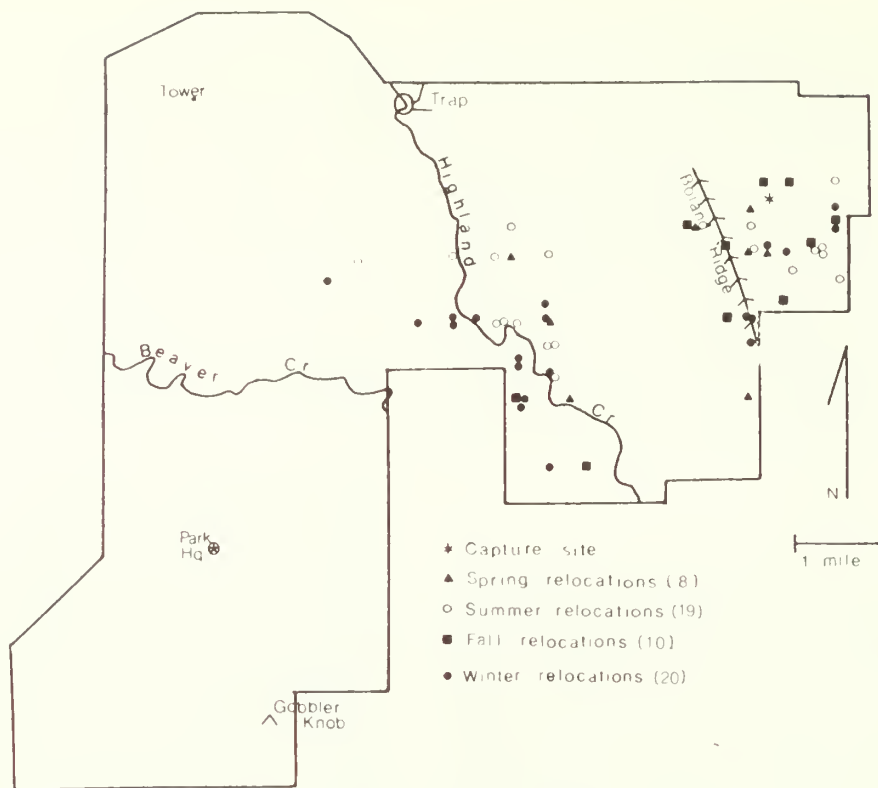 Tower
Trap
Highland
Cr
Boland
Ridge
Beaver Cr
N
1 mile
Park
Hq
Capture site
Spring relocations (8)
Summer relocations (19)
Fall relocations (10)
Winter relocations (20)
Gobbler
Knob